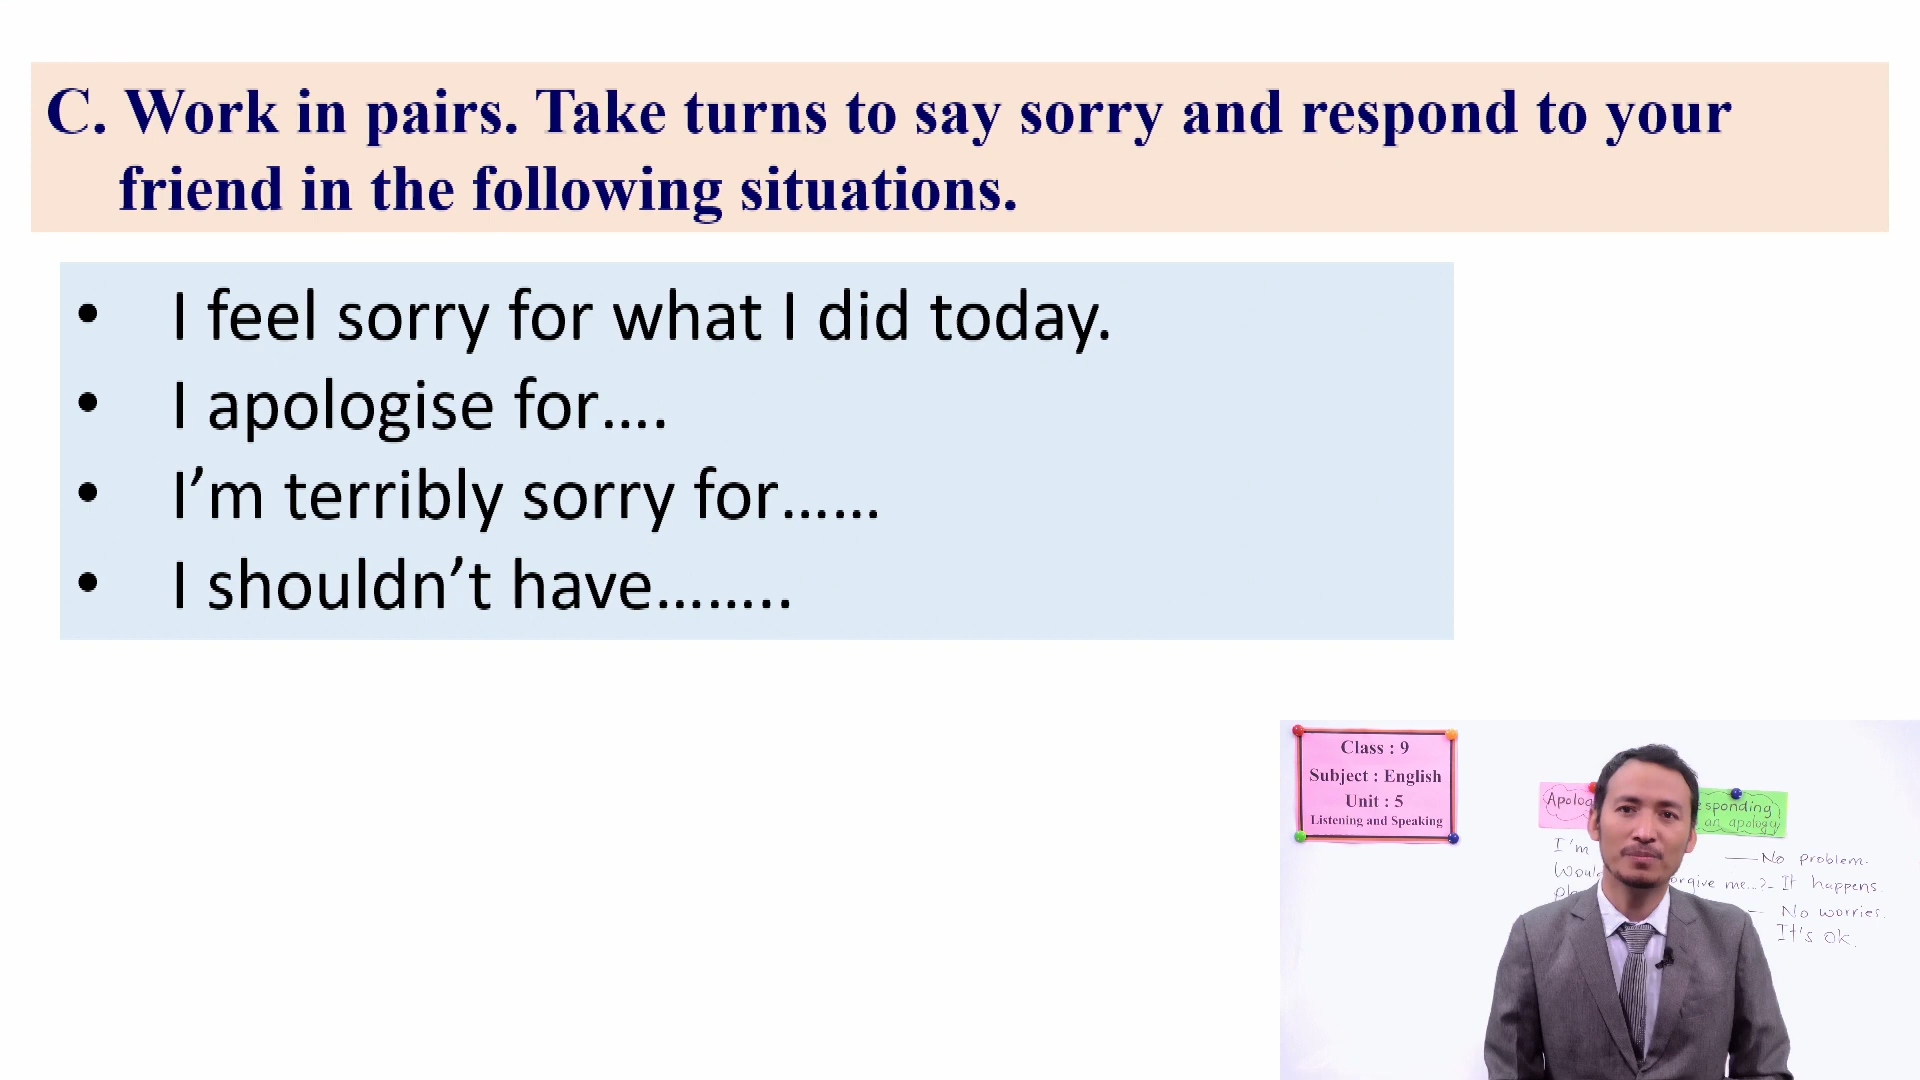 C. Work in pairs. Take turns to say sorry and respond to your
friend in the following situations.
• I feel sorry for what I did today.
• I apologise for....
• I’m terribly sorry for......
• I shouldn’t have........
Class : 9
Subject : English
Unit : 5
Listening and Speaking
an apology
I'm
No problem.
me...?- It happens.
No worries.
It's ok.